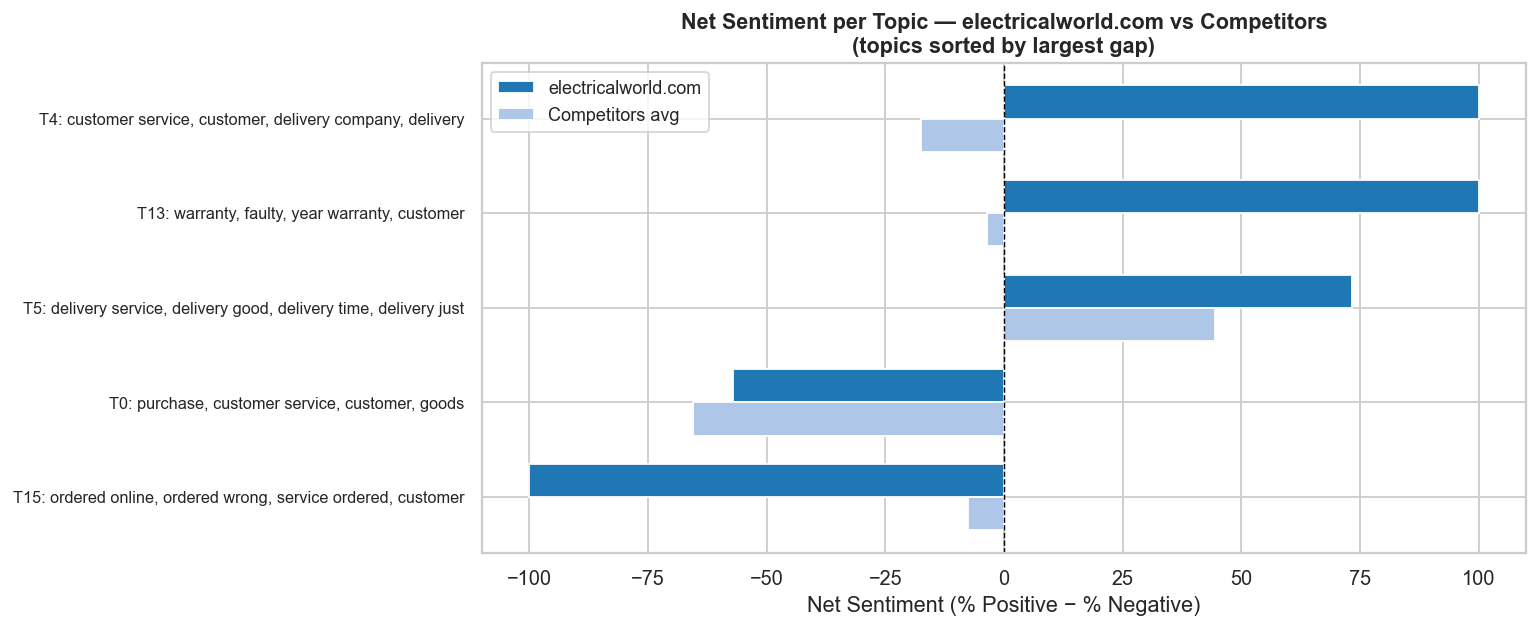 Net Sentiment per Topic — electricalworld.com vs Competitors
(topics sorted by largest gap)
electricalworld.com
Competitors avg
T4: customer service, customer, delivery company, delivery
T13: warranty, faulty, year warranty, customer
T5: delivery service, delivery good, delivery time, delivery just
T0: purchase, customer service, customer, goods
T15: ordered online, ordered wrong, service ordered, customer
−100 −75 −50 −25 0 25 50 75 100
Net Sentiment (% Positive − % Negative)